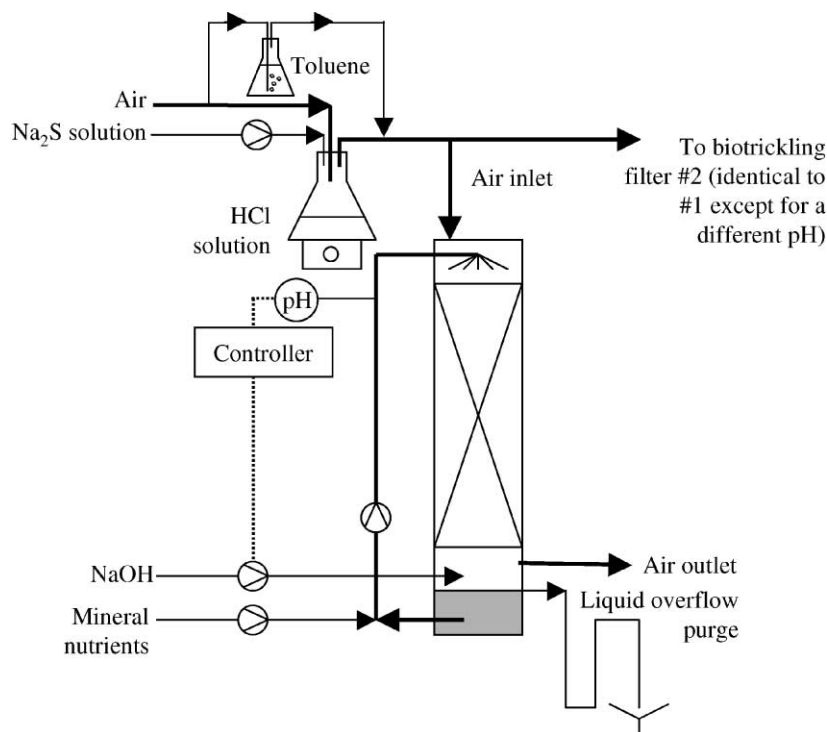 Toluene
Air
Na₂S solution
To biotrickling
filter #2 (identical to
#1 except for a
different pH)
Air inlet
HCl
solution
pH
Controller
NaOH
Air outlet
Mineral
nutrients
Liquid overflow
purge